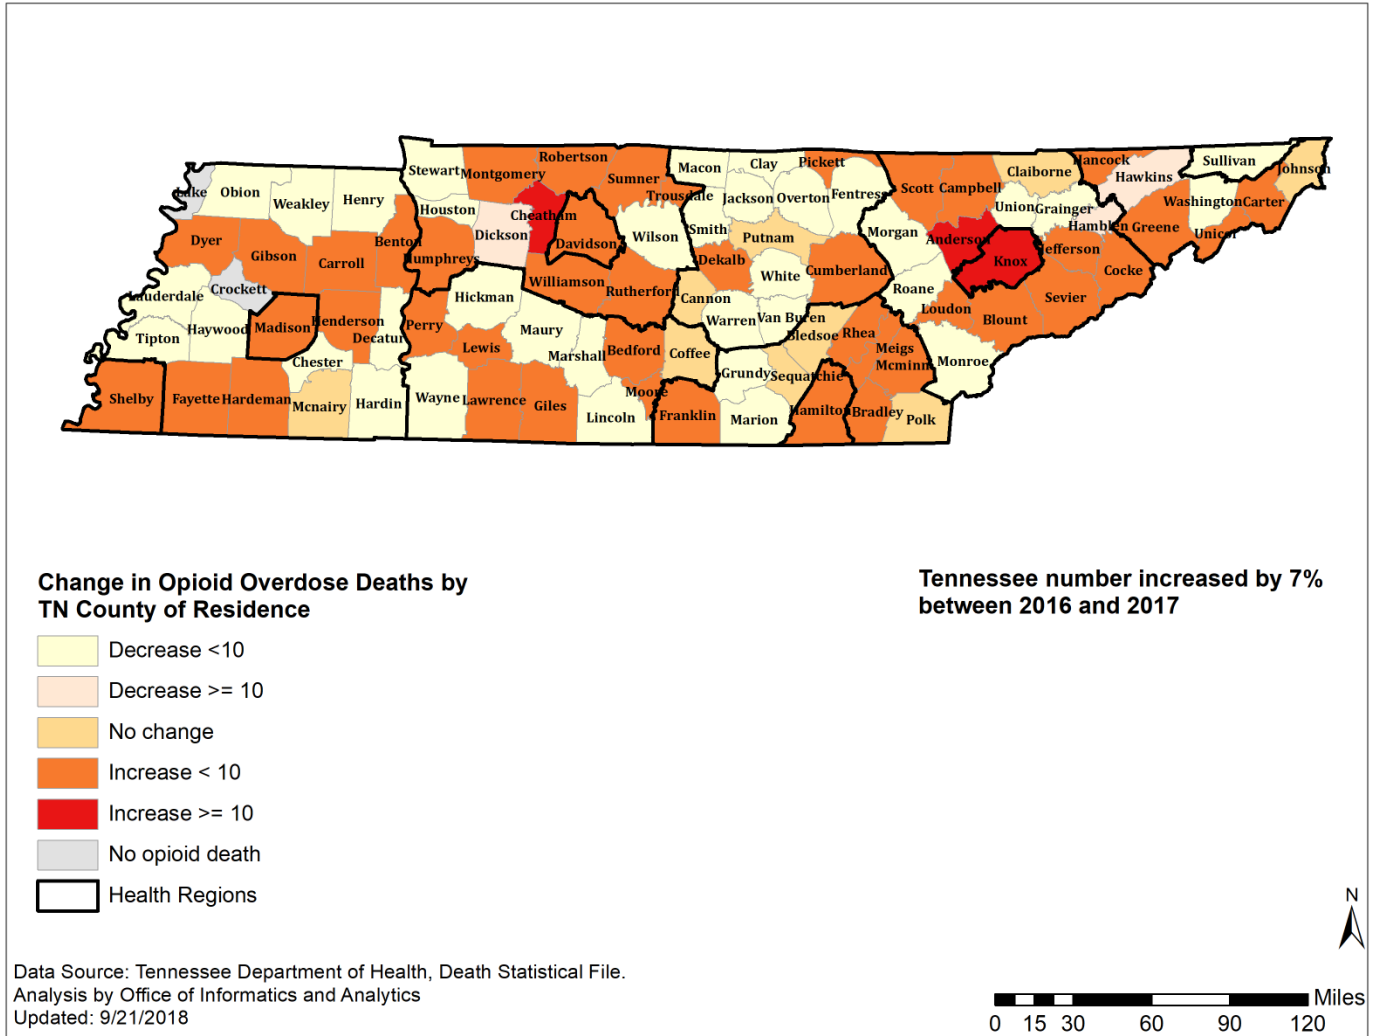 Robertson
Macon
Clay
Pickett
Hancock
Sullivan
Stewart
Montgomery
Sumner
Claiborne
Johnson
Lake
Obion
Weakley
Henry
Trousdale
Jackson
Overton
Fentress
Scott
Campbell
Hawkins
Houston
Cheatham
Union
Grainger
Washington
Carter
Dickson
Davidson
Wilson
Smith
Putnam
Morgan
Anderson
Hamblen
Greene
Unicoi
Dyer
Gibson
Carroll
Benton
Humphreys
Dekalb
White
Cumberland
Knox
Jefferson
Cocke
Crockett
Williamson
Rutherford
Cannon
Roane
Sevier
Lauderdale
Haywood
Madison
Henderson
Decatur
Perry
Hickman
Maury
Warren
Van Buren
Bledsoe
Rhea
Loudon
Blount
Tipton
Chester
Lewis
Marshall
Bedford
Coffee
Grundy
Sequatchie
Meigs
Mcminn
Monroe
Shelby
Fayette
Hardeman
Mcnairy
Hardin
Wayne
Lawrence
Giles
Lincoln
Moore
Franklin
Marion
Hamilton
Bradley
Polk
Change in Opioid Overdose Deaths by
TN County of Residence
Decrease <10
Decrease >= 10
No change
Increase < 10
Increase >= 10
No opioid death
Health Regions
Tennessee number increased by 7%
between 2016 and 2017
N
Data Source: Tennessee Department of Health, Death Statistical File.
Analysis by Office of Informatics and Analytics
Updated: 9/21/2018
Miles
0 15 30 60 90 120